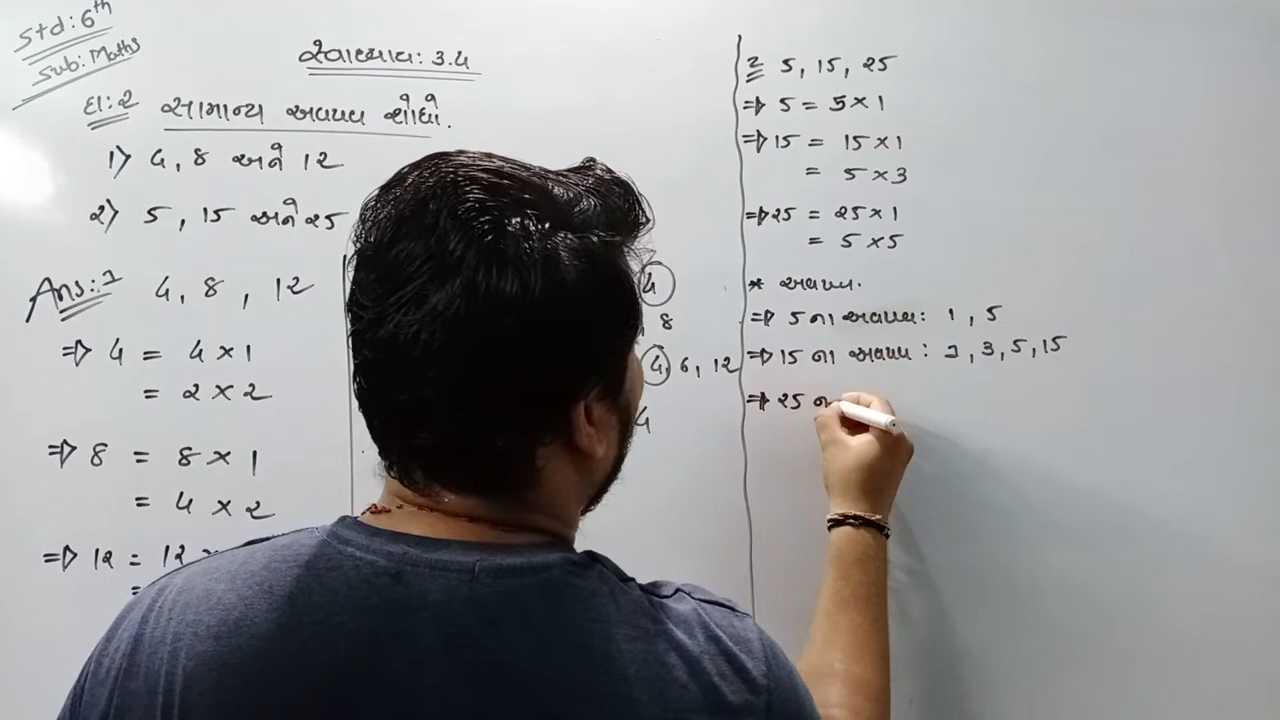 Std: 6th
Sub: Maths
સ્વાધ્યાય: 3.4
દા:2 સામાન્ય અવયવ શોધો.
1) 4, 8 અને 12
2) 5, 15 અને 25
Ans:1 4, 8, 12
⇒ 4 = 4 × 1
= 2 × 2
⇒ 8 = 8 × 1
= 4 × 2
⇒ 12 = 12
=
4
, 8
4, 6, 12
4
2 5, 15, 25
⇒ 5 = 5 × 1
⇒ 15 = 15 × 1
= 5 × 3
⇒ 25 = 25 × 1
= 5 × 5
* અવયવ.
⇒ 5 ના અવયવ: 1, 5
⇒ 15 ના અવયવ: 1, 3, 5, 15
⇒ 25 ન